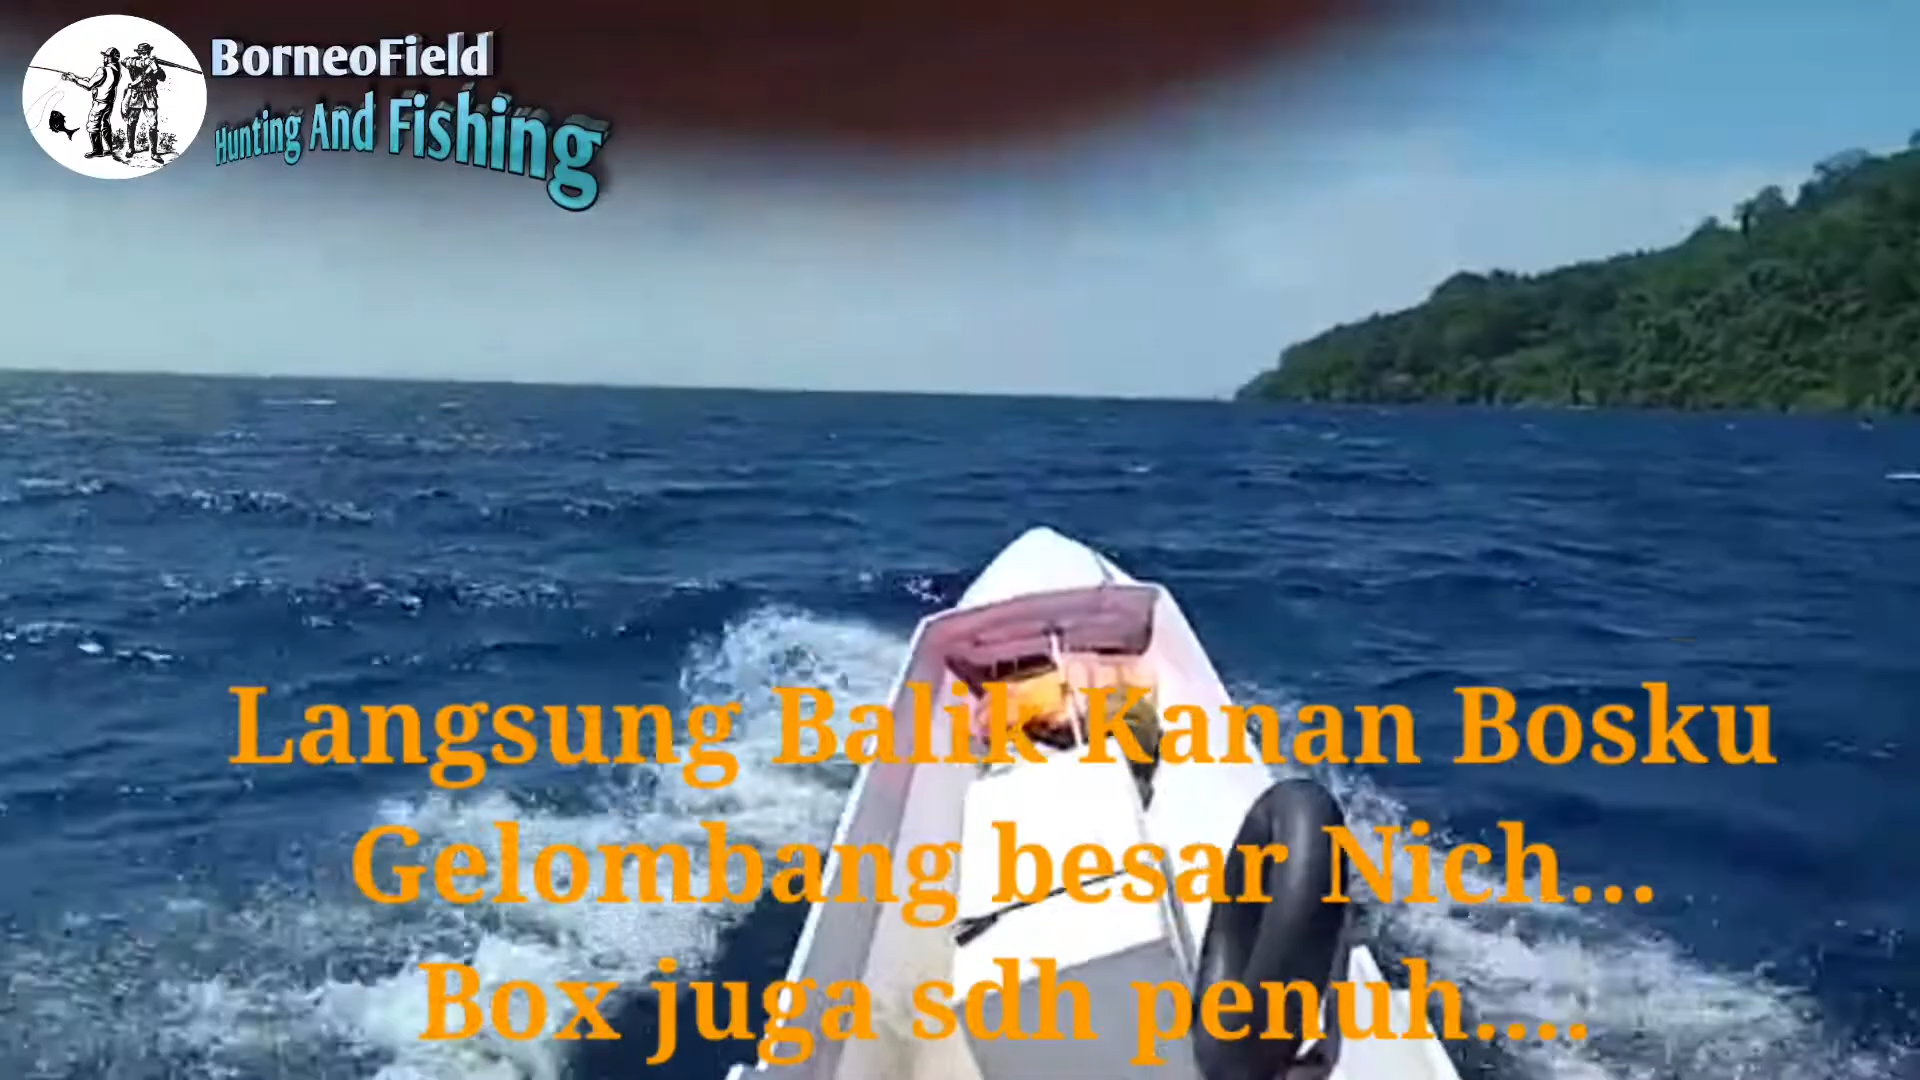 BorneoField
Hunting And Fishing
Langsung Balik Kanan Bosku
Gelombang besar Nich...
Box juga sdh penuh....